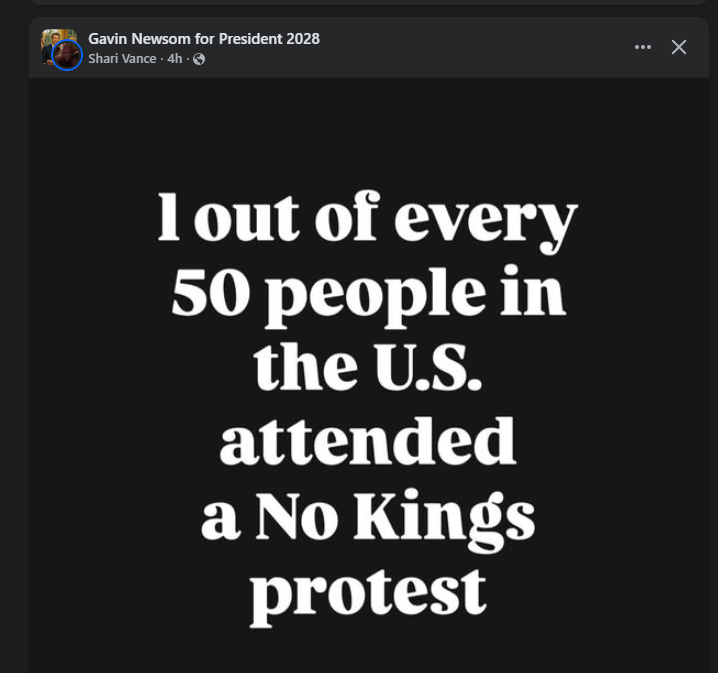 Gavin Newsom for President 2028
Shari Vance · 4h ·
1 out of every
50 people in
the U.S.
attended
a No Kings
protest